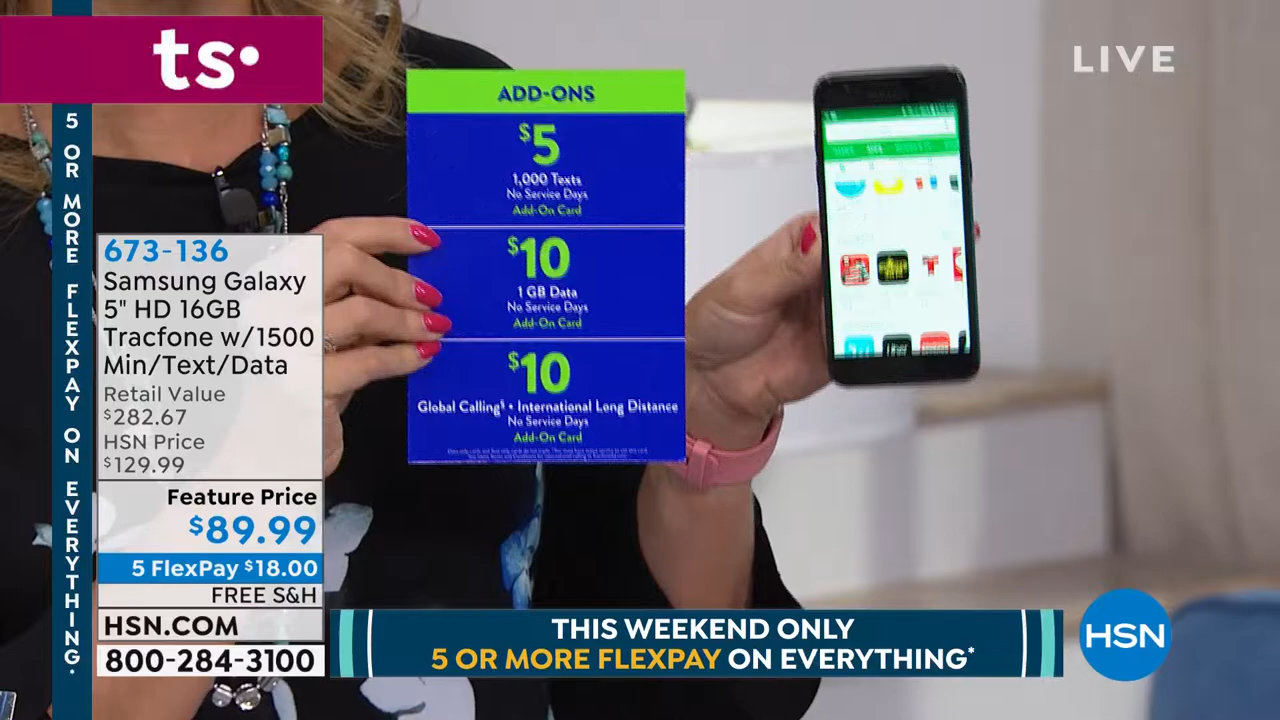 ts.
LIVE
5 OR MORE FLEXPAY ON EVERYTHING.
ADD-ONS
$5
1,000 Texts
No Service Days
Add-On Card
$10
1 GB Data
No Service Days
Add-On Card
$10
Global Calling§ • International Long Distance
No Service Days
Add-On Card
673-136
Samsung Galaxy
5" HD 16GB
Tracfone w/1500
Min/Text/Data
Retail Value
$282.67
HSN Price
$129.99
Feature Price
$89.99
5 FlexPay $18.00
FREE S&H
HSN.COM
800-284-3100
THIS WEEKEND ONLY
5 OR MORE FLEXPAY ON EVERYTHING*
HSN
ts.